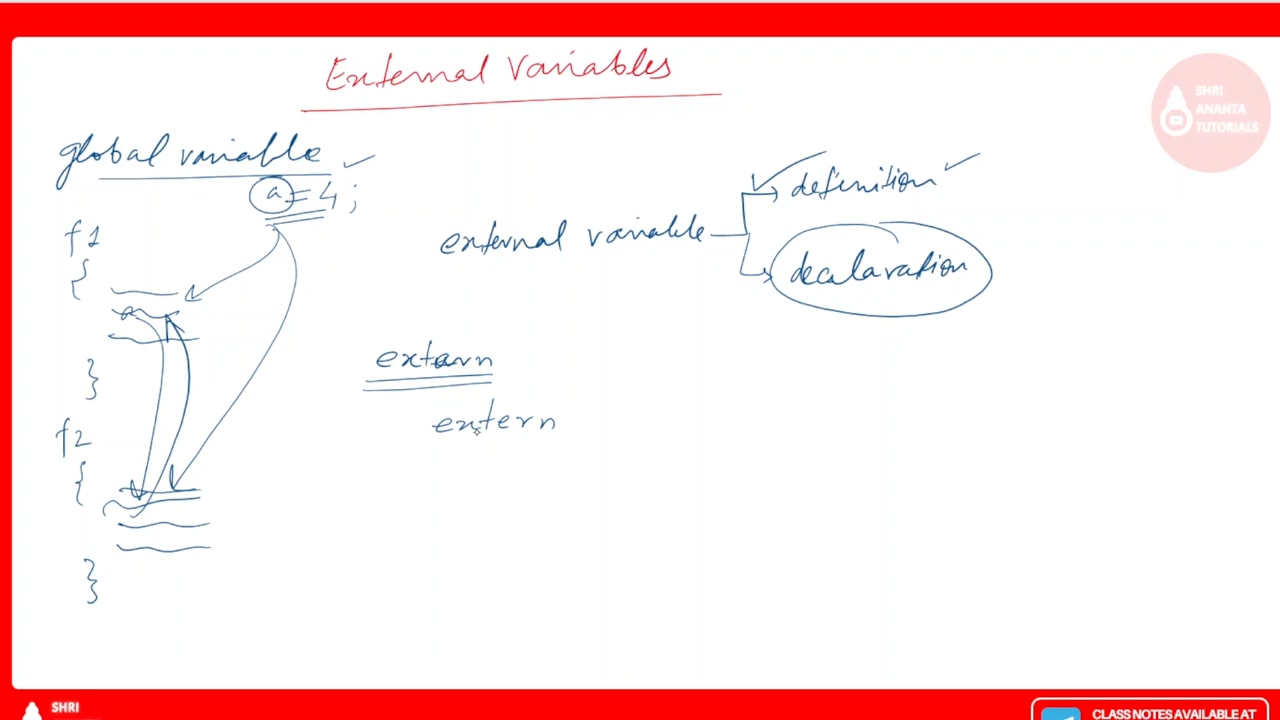 External Variables
SHRI
ANANTA
TUTORIALS
global variable
a = 4;
f1
{
a
}
f2
{
}
external variable
definition
decalaration
extern
extern
SHRI
CLASS NOTES AVAILABLE AT